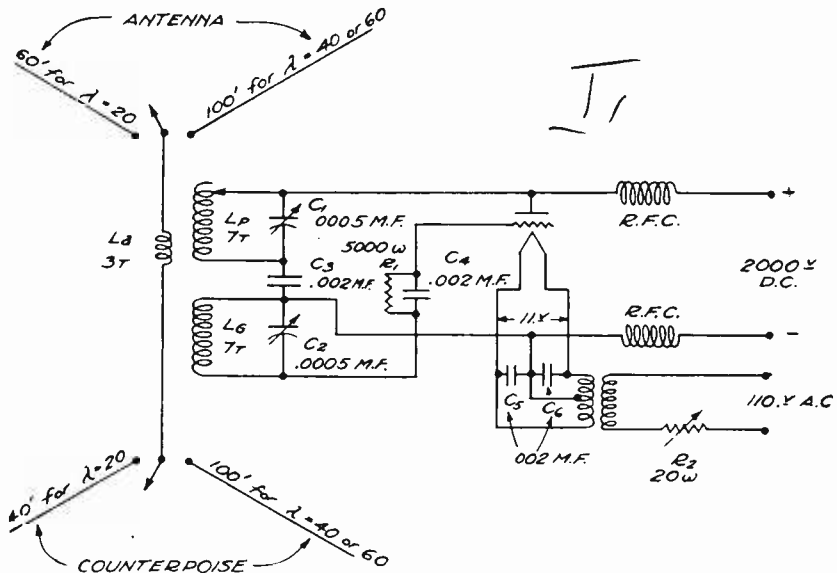 ANTENNA
60' for λ = 20
100' for λ = 40 or 60
I,
La
3T
LP
7T
C1
.0005 M.F.
R.F.C.
+
5000 ω
R1
C4
.002 M.F.
C3
.002 M.F.
2000 V
D.C.
LG
7T
C2
.0005 M.F.
11.V
R.F.C.
-
C5
C6
110.V A.C
002 M.F.
R2
20 ω
40' for λ=20
100' for λ=40 or 60
COUNTERPOISE